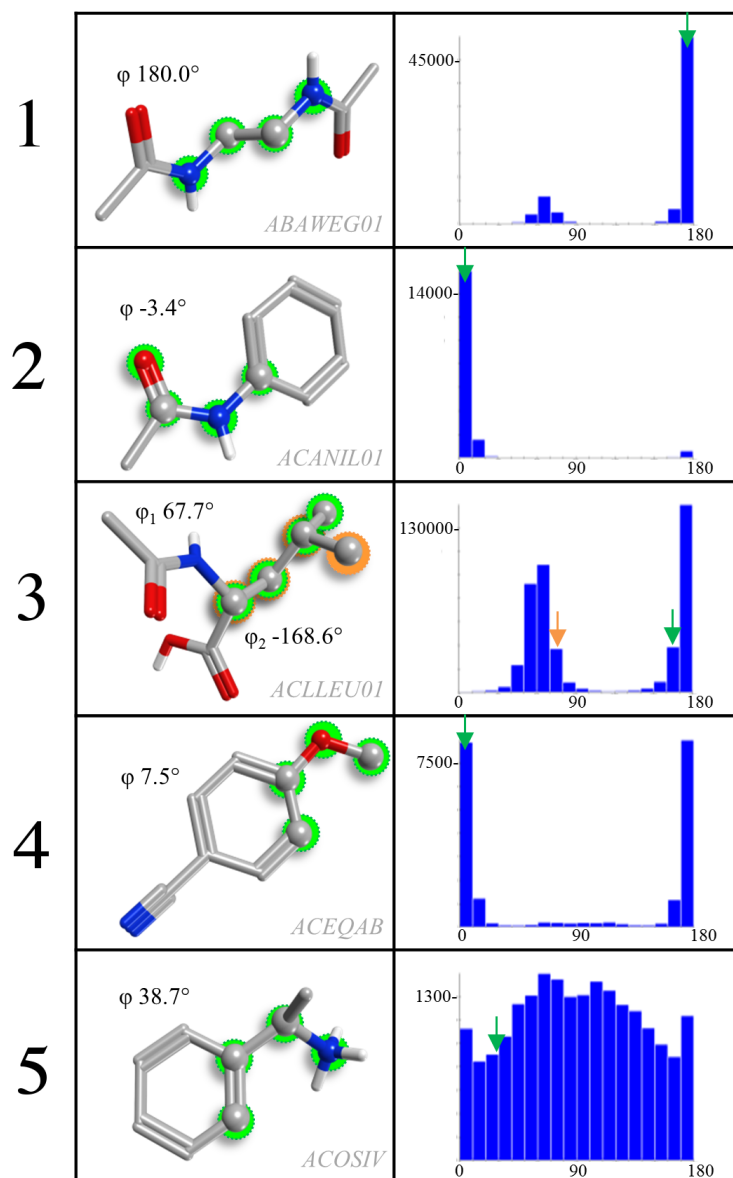 1
φ 180.0°
ABAWEG01
45000-
0 90 180
2
φ -3.4°
ACANIL01
14000-
0 90 180
3
φ1 67.7°
φ2 -168.6°
ACLLEU01
130000-
0 90 180
4
φ 7.5°
ACEQAB
7500-
0 90 180
5
φ 38.7°
ACOSIV
1300-
0 90 180